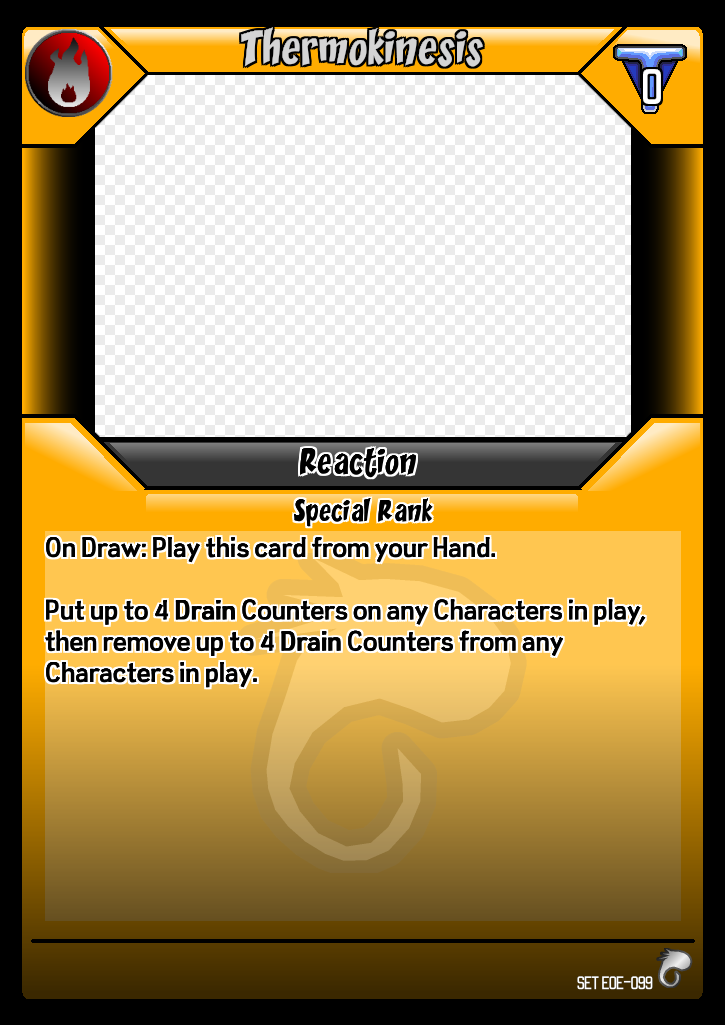 Thermokinesis
0
Reaction
Special Rank
On Draw: Play this card from your Hand.
Put up to 4 Drain Counters on any Characters in play,
then remove up to 4 Drain Counters from any
Characters in play.
SET EOE-099